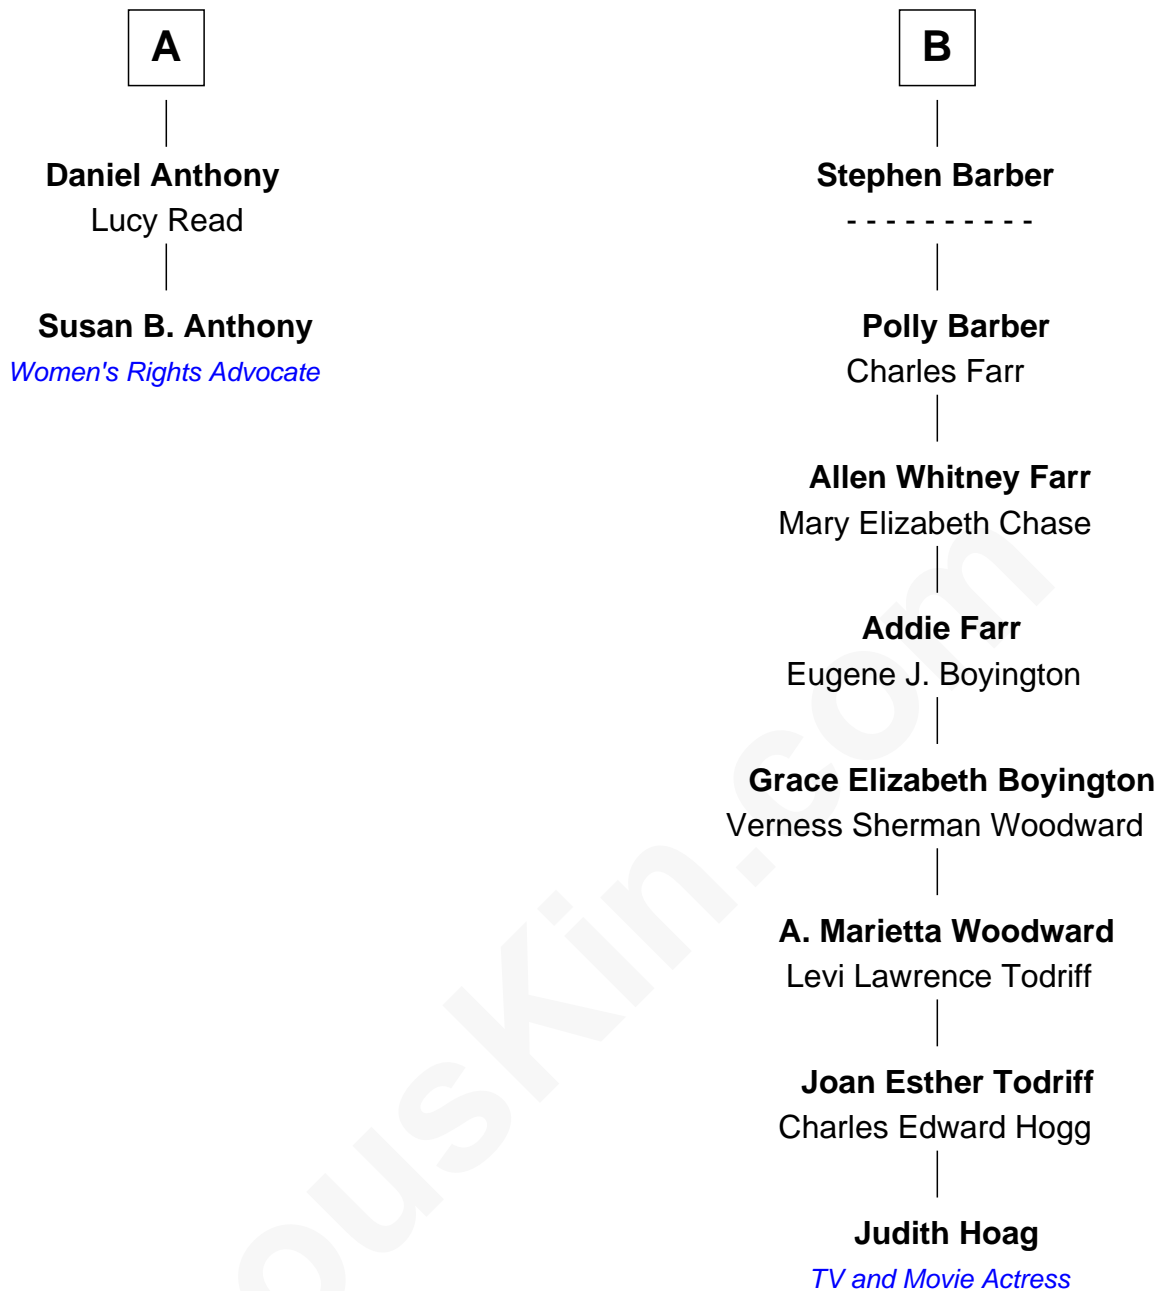 A
Daniel Anthony
Lucy Read
Susan B. Anthony
Women's Rights Advocate
B
Stephen Barber
- - - - - - - - - -
Polly Barber
Charles Farr
Allen Whitney Farr
Mary Elizabeth Chase
Addie Farr
Eugene J. Boyington
Grace Elizabeth Boyington
Verness Sherman Woodward
A. Marietta Woodward
Levi Lawrence Todriff
Joan Esther Todriff
Charles Edward Hogg
Judith Hoag
TV and Movie Actress
ousKin.com